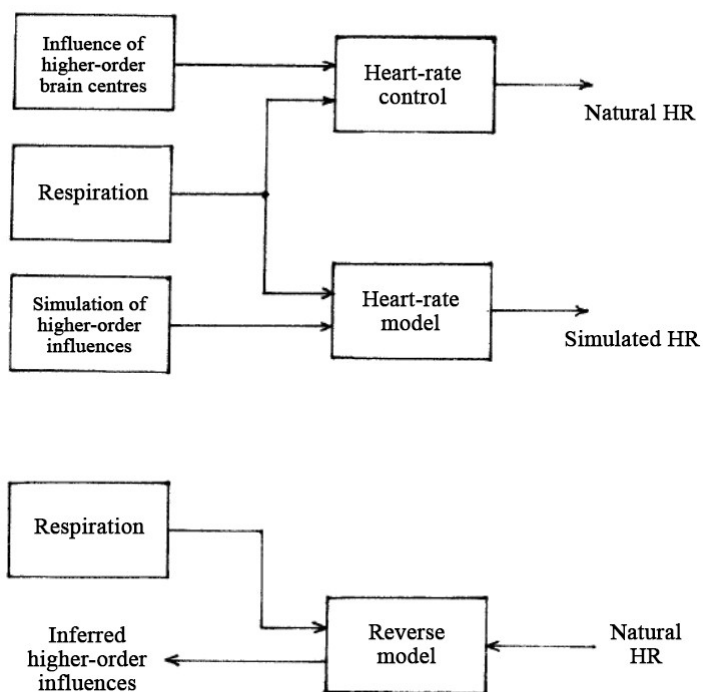 Influence of
higher-order
brain centres
Heart-rate
control
Natural HR
Respiration
Simulation of
higher-order
influences
Heart-rate
model
Simulated HR
Respiration
Inferred
higher-order
influences
Reverse
model
Natural
HR